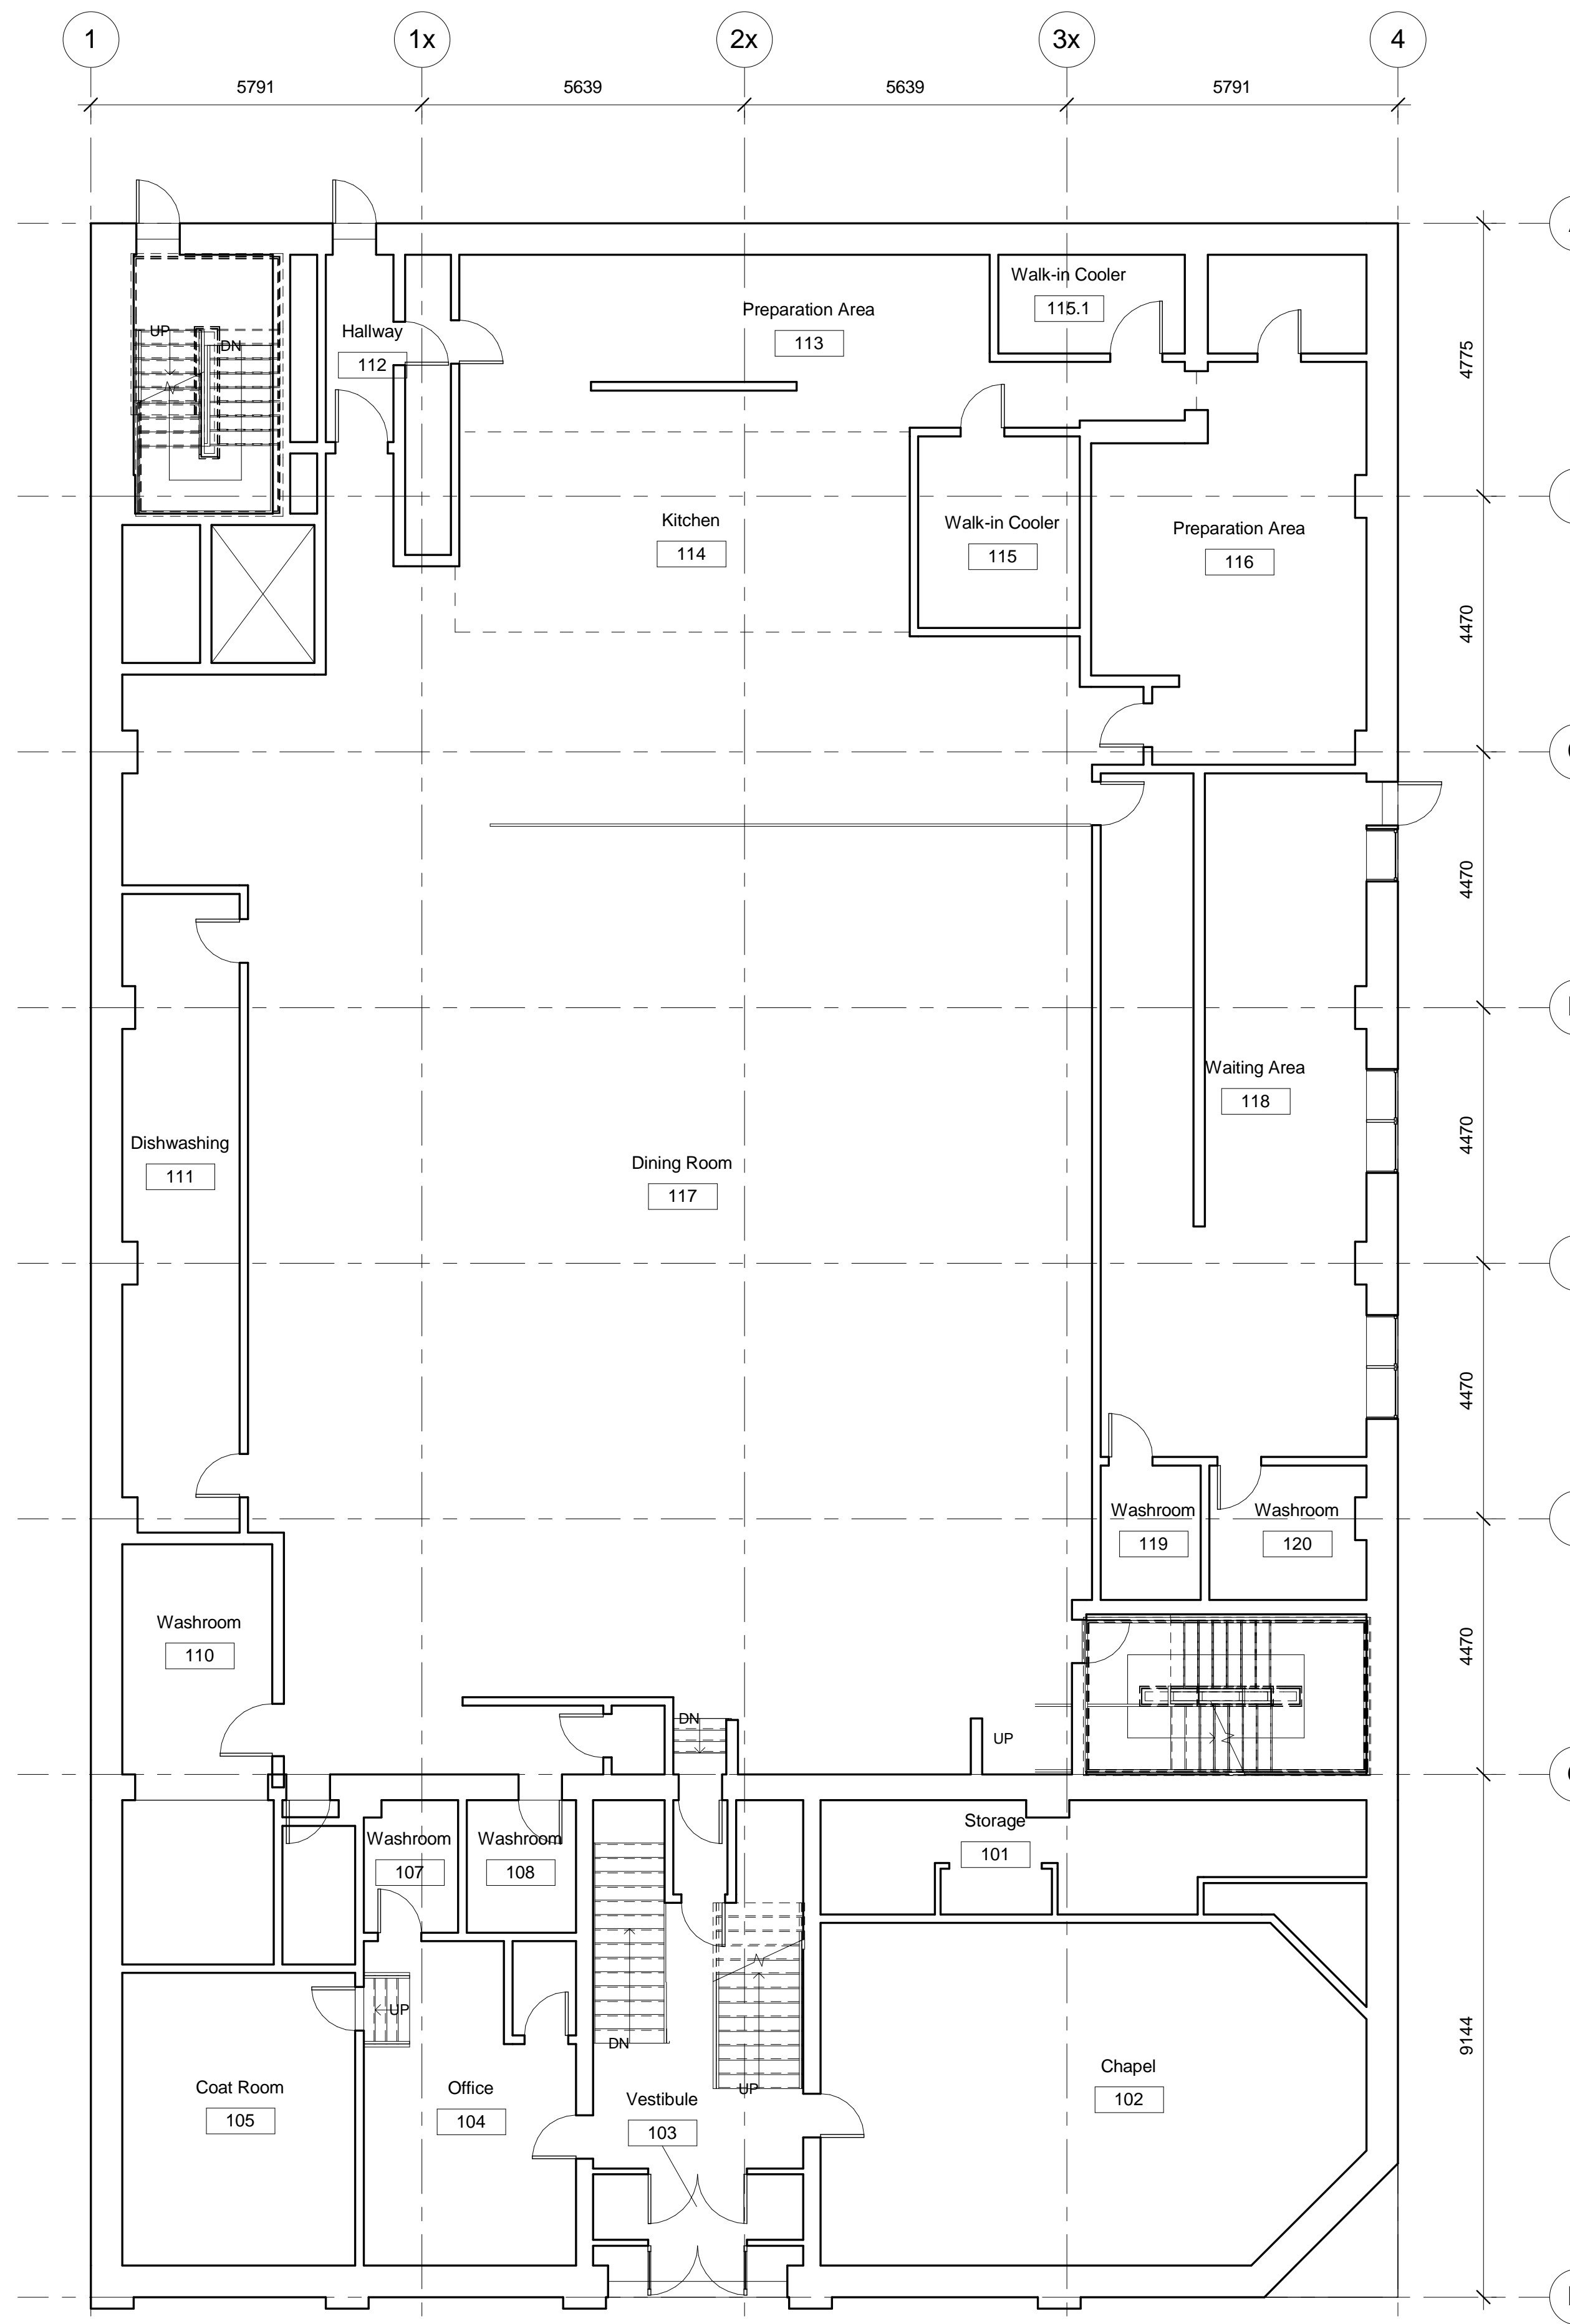 1
1x
2x
3x
4
5791
5639
5639
5791
Walk-in Cooler
115.1
Preparation Area
113
UP
DN
Hallway
112
4775
Kitchen
114
Walk-in Cooler
115
Preparation Area
116
4470
4470
Waiting Area
118
Dishwashing
111
4470
Dining Room
117
4470
Washroom
119
Washroom
120
Washroom
110
4470
DN
UP
Storage
101
Washroom
107
Washroom
108
UP
DN
9144
Chapel
102
Coat Room
105
Office
104
UP
Vestibule
103